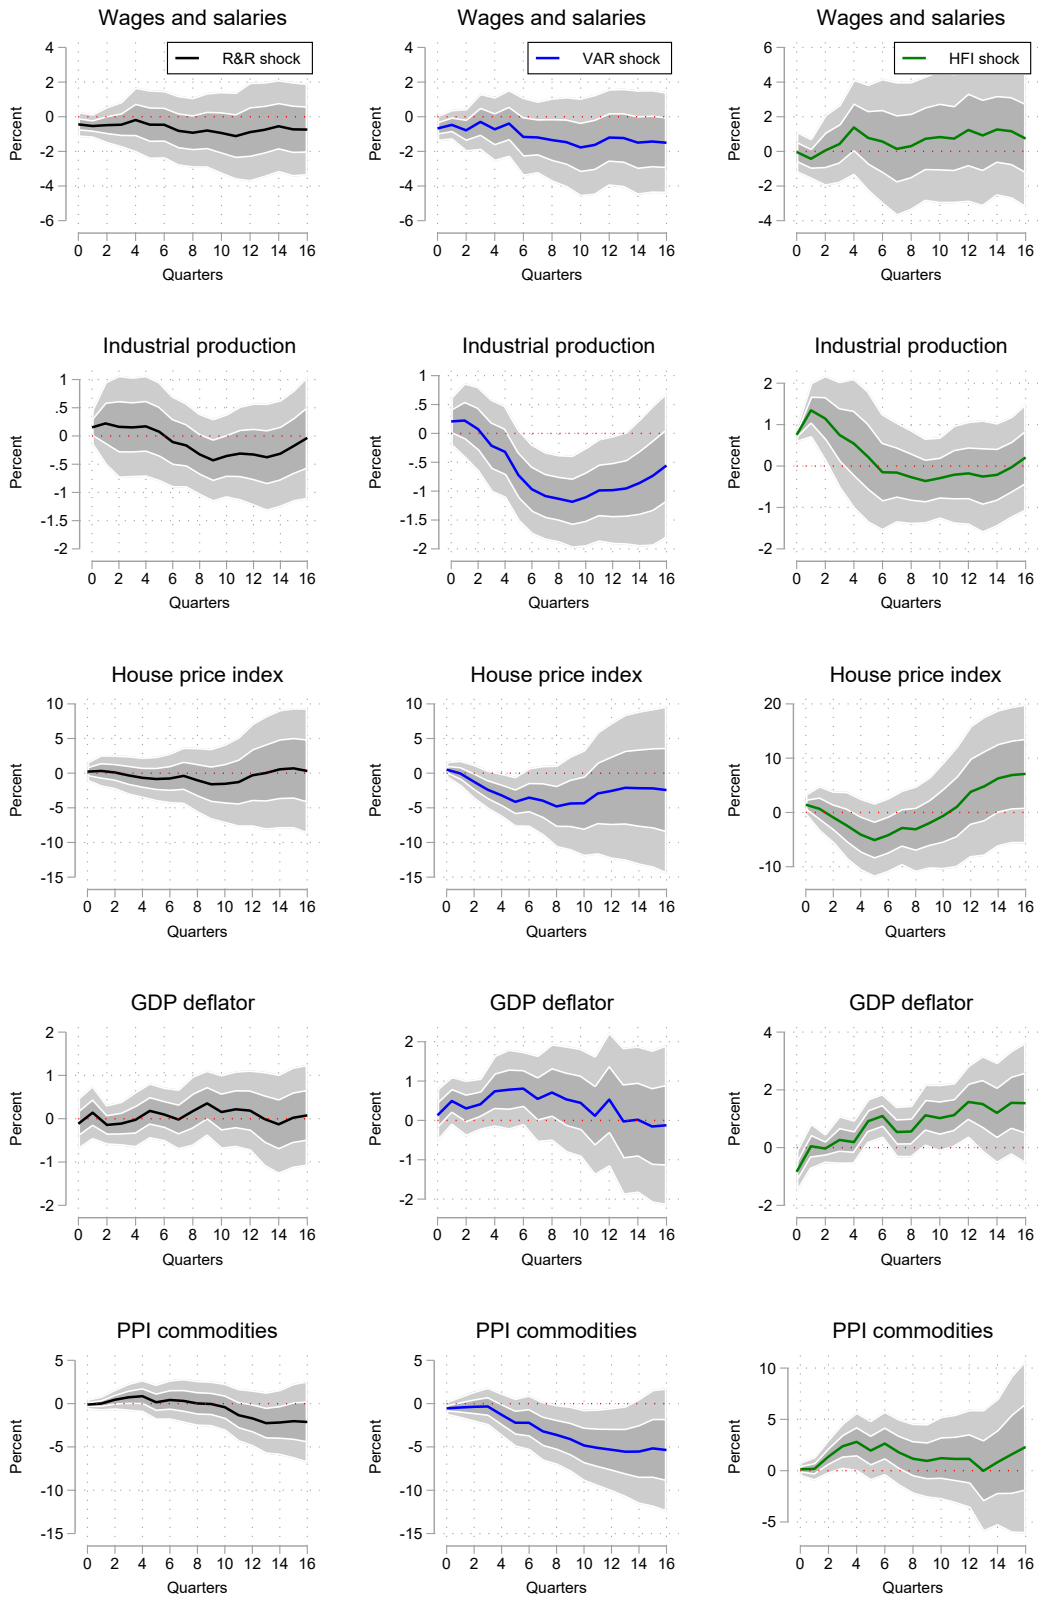 Wages and salaries
Percent
4
2
0
-2
-4
-6
R&R shock
0 2 4 6 8 10 12 14 16
Quarters
Wages and salaries
Percent
4
2
0
-2
-4
-6
VAR shock
0 2 4 6 8 10 12 14 16
Quarters
Wages and salaries
Percent
6
4
2
0
-2
-4
HFI shock
0 2 4 6 8 10 12 14 16
Quarters
Industrial production
Percent
1
.5
0
-.5
-1
-1.5
-2
0 2 4 6 8 10 12 14 16
Quarters
Industrial production
Percent
1
.5
0
-.5
-1
-1.5
-2
0 2 4 6 8 10 12 14 16
Quarters
Industrial production
Percent
2
1
0
-1
-2
0 2 4 6 8 10 12 14 16
Quarters
House price index
Percent
10
5
0
-5
-10
-15
0 2 4 6 8 10 12 14 16
Quarters
House price index
Percent
10
5
0
-5
-10
-15
0 2 4 6 8 10 12 14 16
Quarters
House price index
Percent
20
10
0
-10
0 2 4 6 8 10 12 14 16
Quarters
GDP deflator
Percent
2
1
0
-1
-2
0 2 4 6 8 10 12 14 16
Quarters
GDP deflator
Percent
2
1
0
-1
-2
0 2 4 6 8 10 12 14 16
Quarters
GDP deflator
Percent
4
2
0
-2
0 2 4 6 8 10 12 14 16
Quarters
PPI commodities
Percent
5
0
-5
-10
-15
0 2 4 6 8 10 12 14 16
Quarters
PPI commodities
Percent
5
0
-5
-10
-15
0 2 4 6 8 10 12 14 16
Quarters
PPI commodities
Percent
10
5
0
-5
0 2 4 6 8 10 12 14 16
Quarters